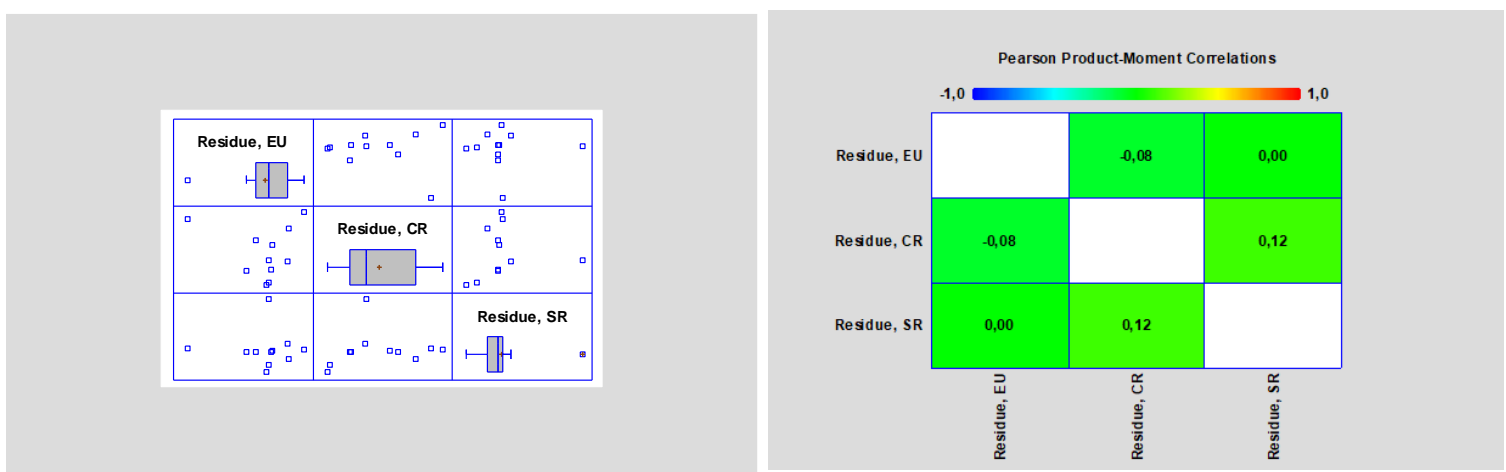 Residue, EU
Residue, CR
Residue, SR
Pearson Product-Moment Correlations
-1,0 1,0
Residue, EU -0,08 0,00
Residue, CR -0,08 0,12
Residue, SR 0,00 0,12
Residue, EU
Residue, CR
Residue, SR